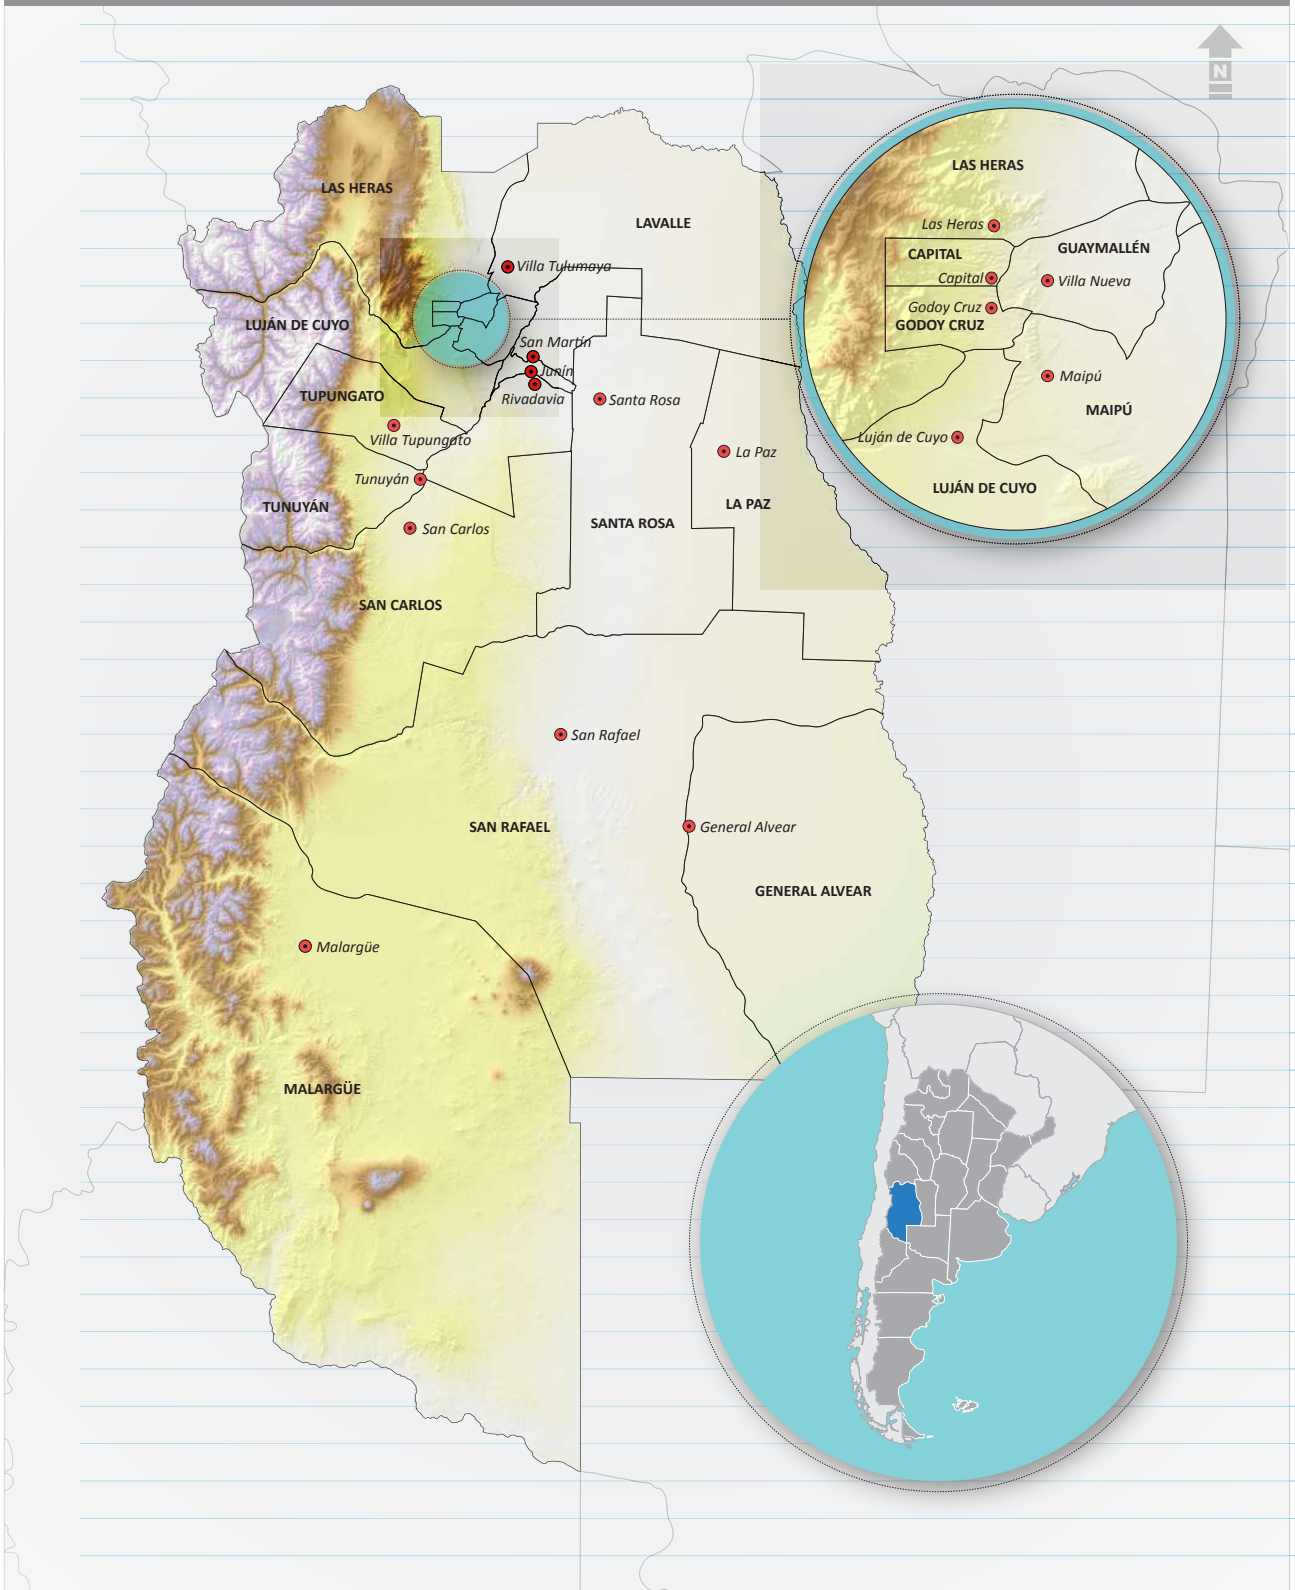 N
LAS HERAS
LAVALLE
Villa Tulumaya
LUJÁN DE CUYO
San Martín
Junín
Rivadavia
TUPUNGATO
Santa Rosa
Villa Tupungato
La Paz
Tunuyán
TUNUYÁN
LA PAZ
San Carlos
SANTA ROSA
SAN CARLOS
San Rafael
SAN RAFAEL
General Alvear
GENERAL ALVEAR
Malargüe
MALARGÜE
LAS HERAS
Las Heras
CAPITAL
GUAYMALLÉN
Capital
Villa Nueva
Godoy Cruz
GODOY CRUZ
Maipú
MAIPÚ
Luján de Cuyo
LUJÁN DE CUYO